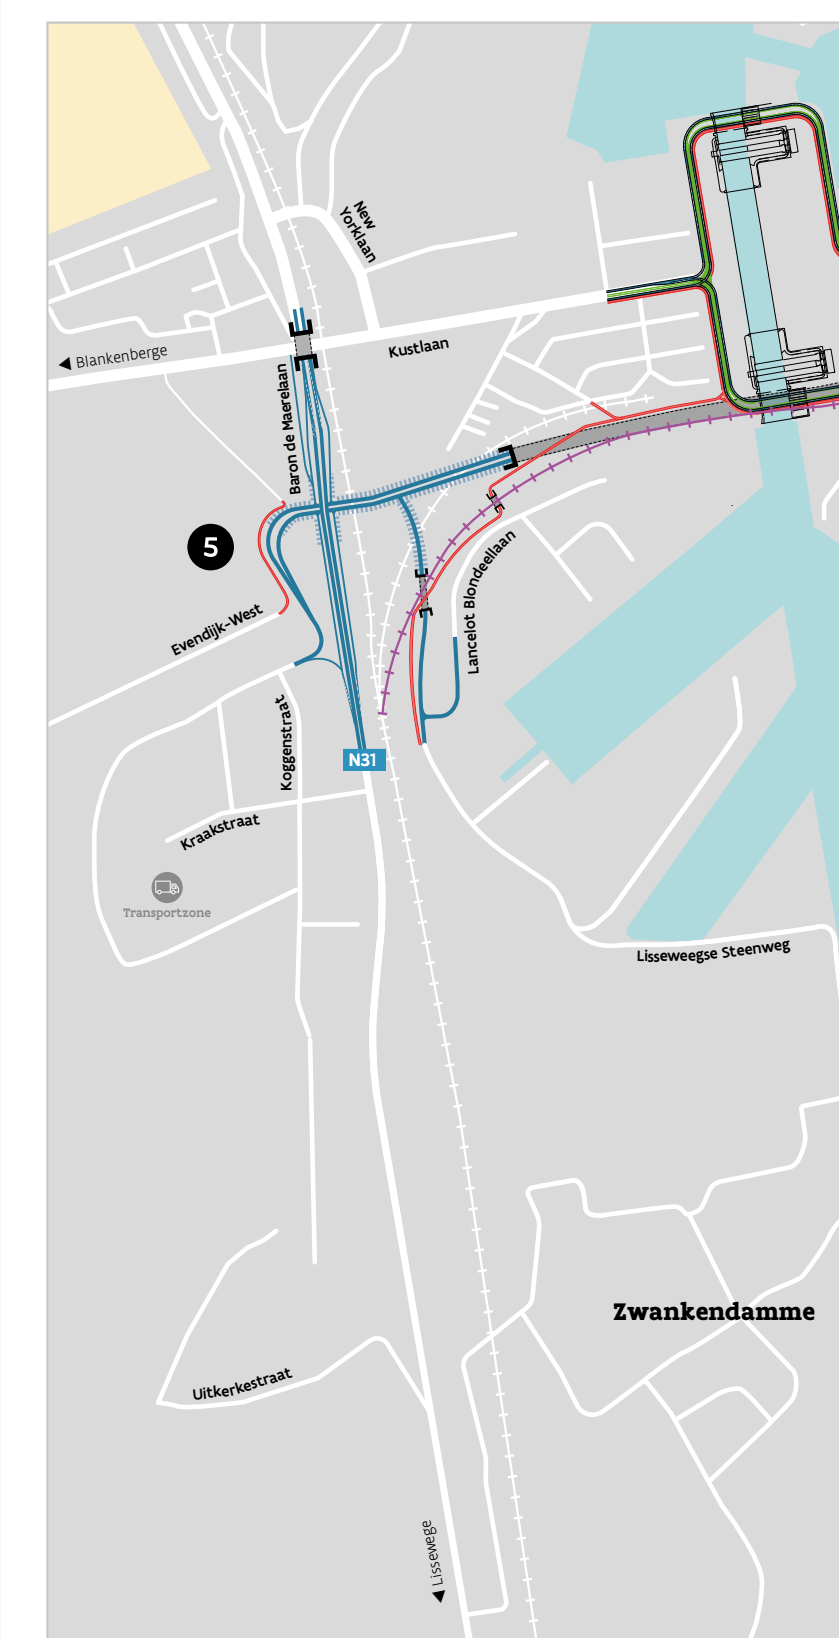 New
Yorklaan
Blankenberge
Kustlaan
Baron de Maerelaan
5
Lancelot Blondeellaan
Evendijk-West
Koggenstraat
N31
Kraakstraat
Transportzone
Lisseweegse Steenweg
Zwankendamme
Uitkerkestraat
Lissewege